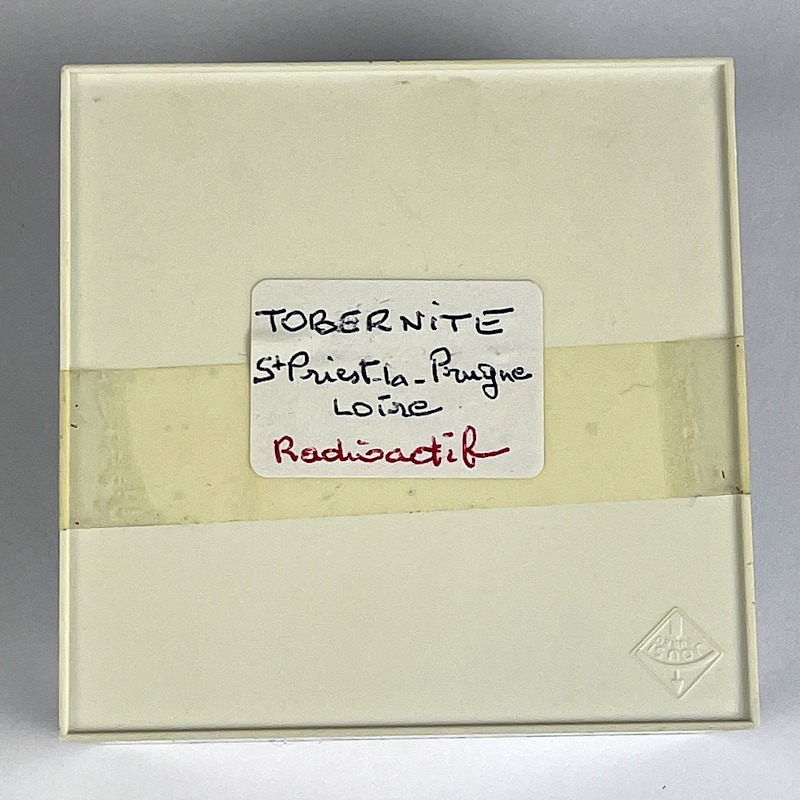 TOBERNITE
St Priest-la-Prugne
Loire
Radioactif